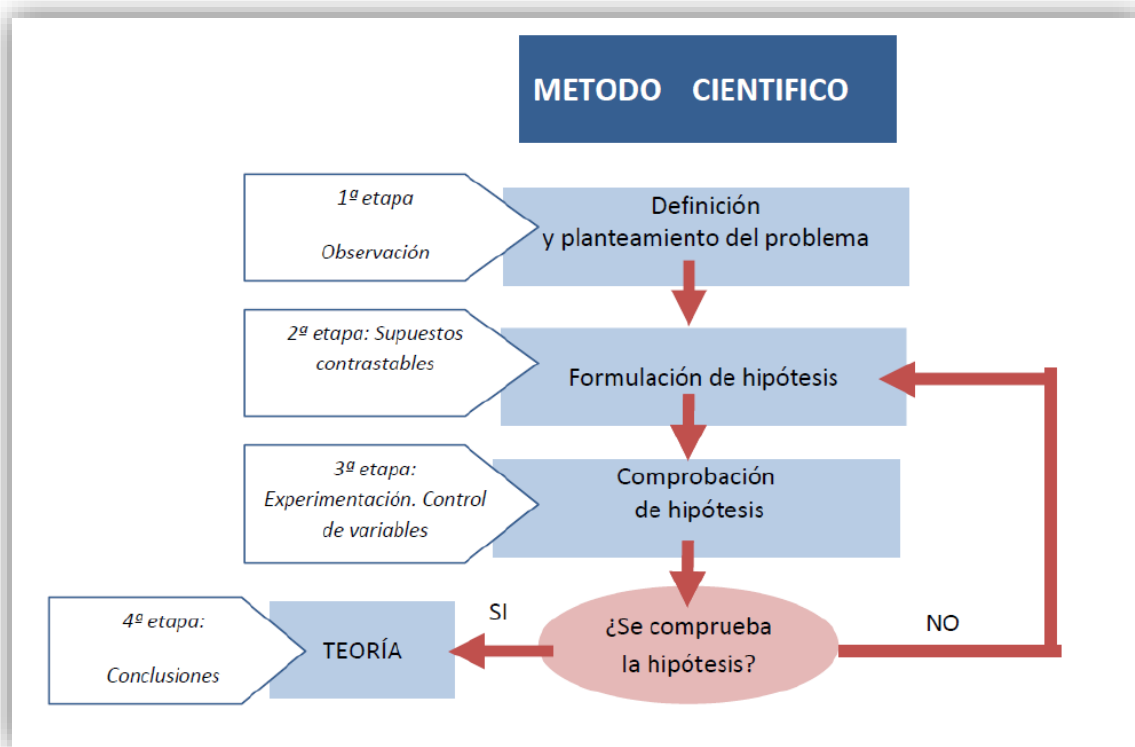 METODO CIENTIFICO
1ª etapa
Observación
Definición
y planteamiento del problema
2ª etapa: Supuestos
contrastables
Formulación de hipótesis
3ª etapa:
Experimentación. Control
de variables
Comprobación
de hipótesis
4ª etapa:
Conclusiones
TEORÍA
SI
¿Se comprueba
la hipótesis?
NO